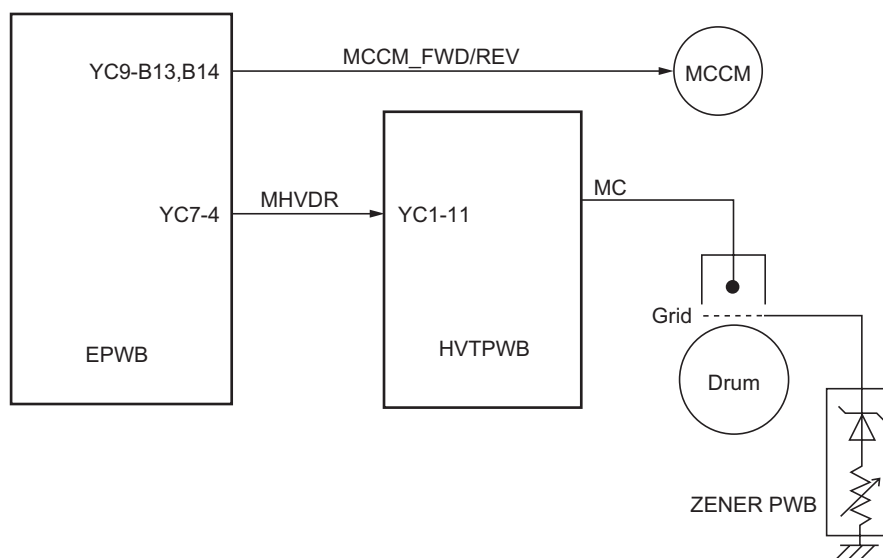 YC9-B13,B14
MCCM_FWD/REV
MCCM
YC7-4
MHVDR
YC1-11
MC
Grid
EPWB
HVTPWB
Drum
ZENER PWB